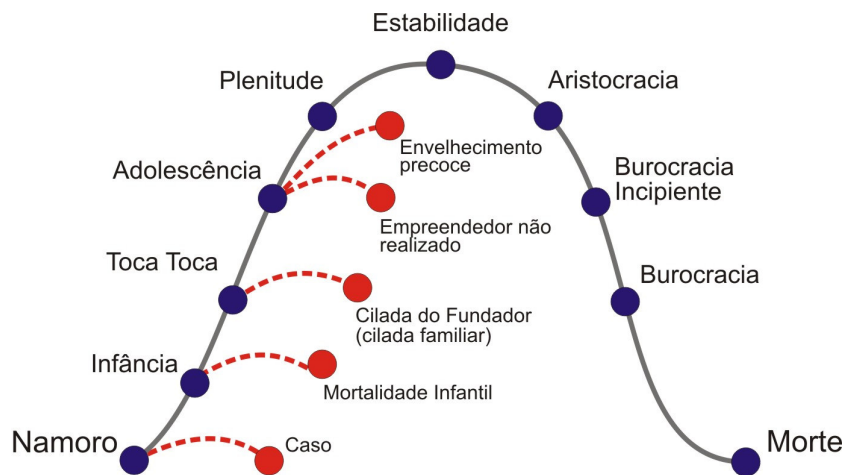 Estabilidade
Plenitude
Aristocracia
Envelhecimento
precoce
Adolescência
Burocracia
Incipiente
Empreendedor não
realizado
Toca Toca
Burocracia
Cilada do Fundador
(cilada familiar)
Infância
Mortalidade Infantil
Namoro
Caso
Morte